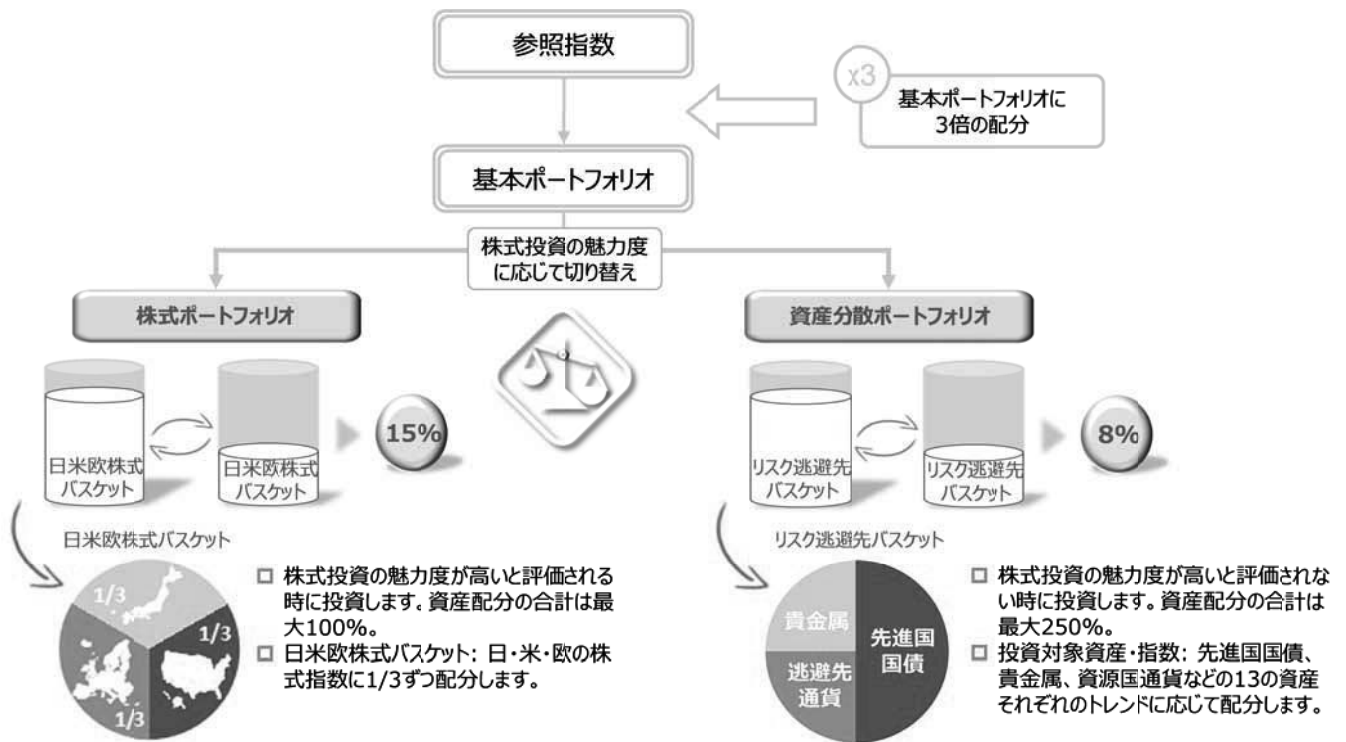 参照指数
x3
基本ポートフォリオに
3倍の配分
基本ポートフォリオ
株式投資の魅力度
に応じて切り替え
株式ポートフォリオ
日米欧株式
バスケット
日米欧株式
バスケット
15%
日米欧株式バスケット
1/3
1/3
1/3
□ 株式投資の魅力度が高いと評価される
時に投資します。資産配分の合計は最
大100%。
□ 日米欧株式バスケット: 日・米・欧の株
式指数に1/3ずつ配分します。
資産分散ポートフォリオ
リスク逃避先
バスケット
リスク逃避先
バスケット
8%
リスク逃避先バスケット
貴金属
先進国
国債
逃避先
通貨
□ 株式投資の魅力度が高いと評価されな
い時に投資します。資産配分の合計は
最大250%。
□ 投資対象資産・指数: 先進国国債、
貴金属、資源国通貨などの13の資産
それぞれのトレンドに応じて配分します。